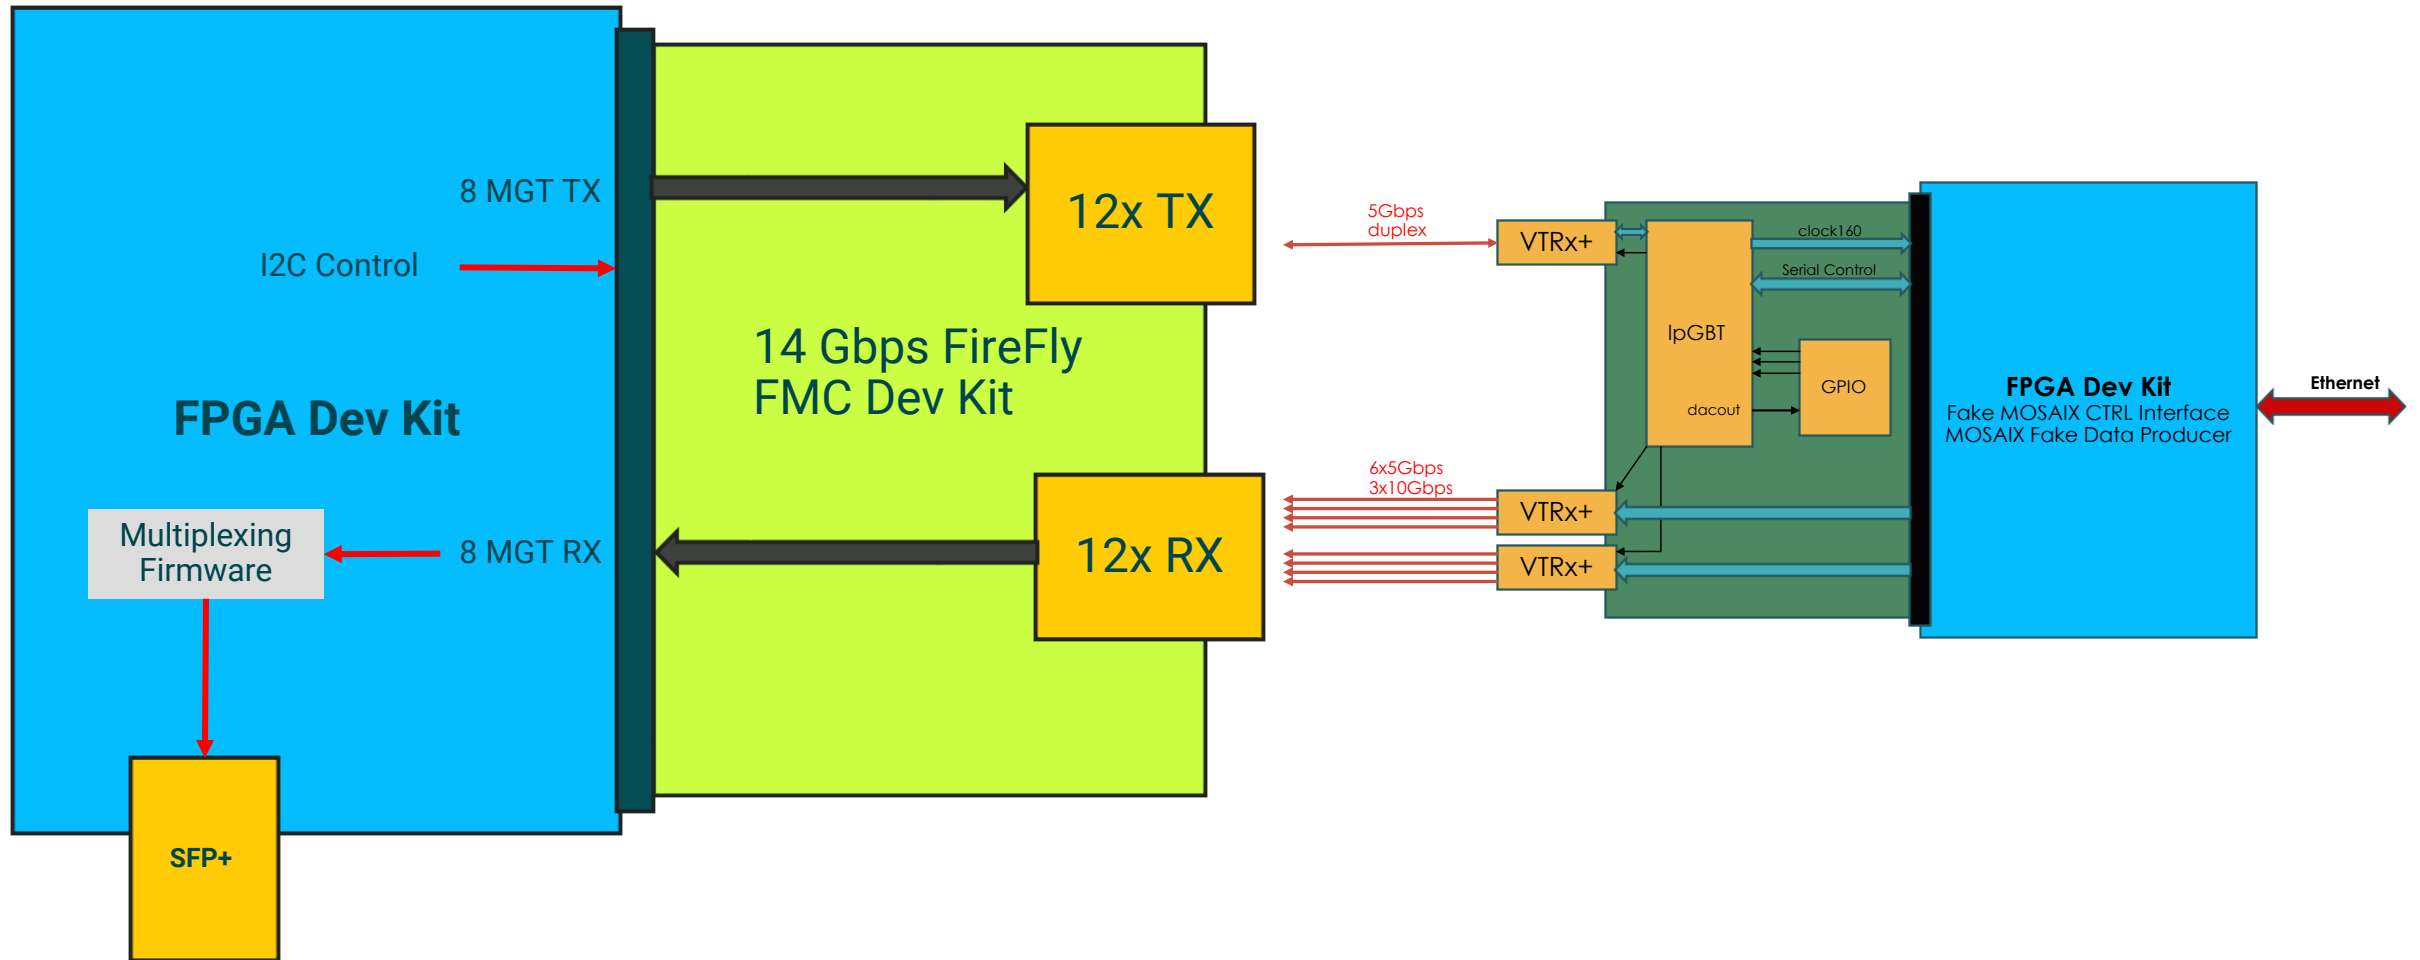 8 MGT TX
I2C Control
FPGA Dev Kit
Multiplexing
Firmware
8 MGT RX
SFP+
12x TX
14 Gbps FireFly
FMC Dev Kit
12x RX
5Gbps
duplex
6x5Gbps
3x10Gbps
VTRx+
VTRx+
VTRx+
lpGBT
clock160
Serial Control
GPIO
dacout
FPGA Dev Kit
Fake MOSAIX CTRL Interface
MOSAIX Fake Data Producer
Ethernet